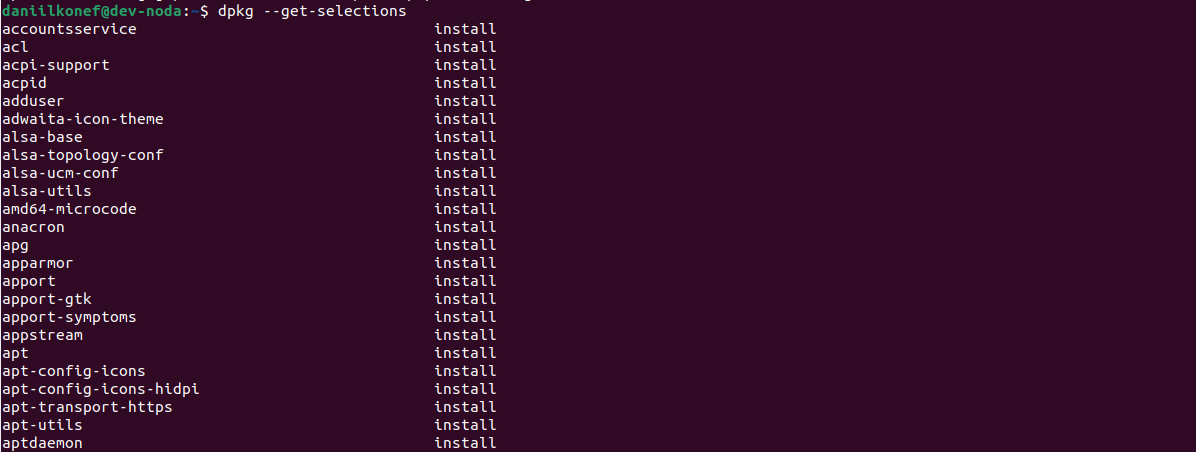 daniilkonef@dev-noda:~$ dpkg --get-selections
accountsservice install
acl install
acpi-support install
acpid install
adduser install
adwaita-icon-theme install
alsa-base install
alsa-topology-conf install
alsa-ucm-conf install
alsa-utils install
amd64-microcode install
anacron install
apg install
apparmor install
apport install
apport-gtk install
apport-symptoms install
appstream install
apt install
apt-config-icons install
apt-config-icons-hidpi install
apt-transport-https install
apt-utils install
aptdaemon install